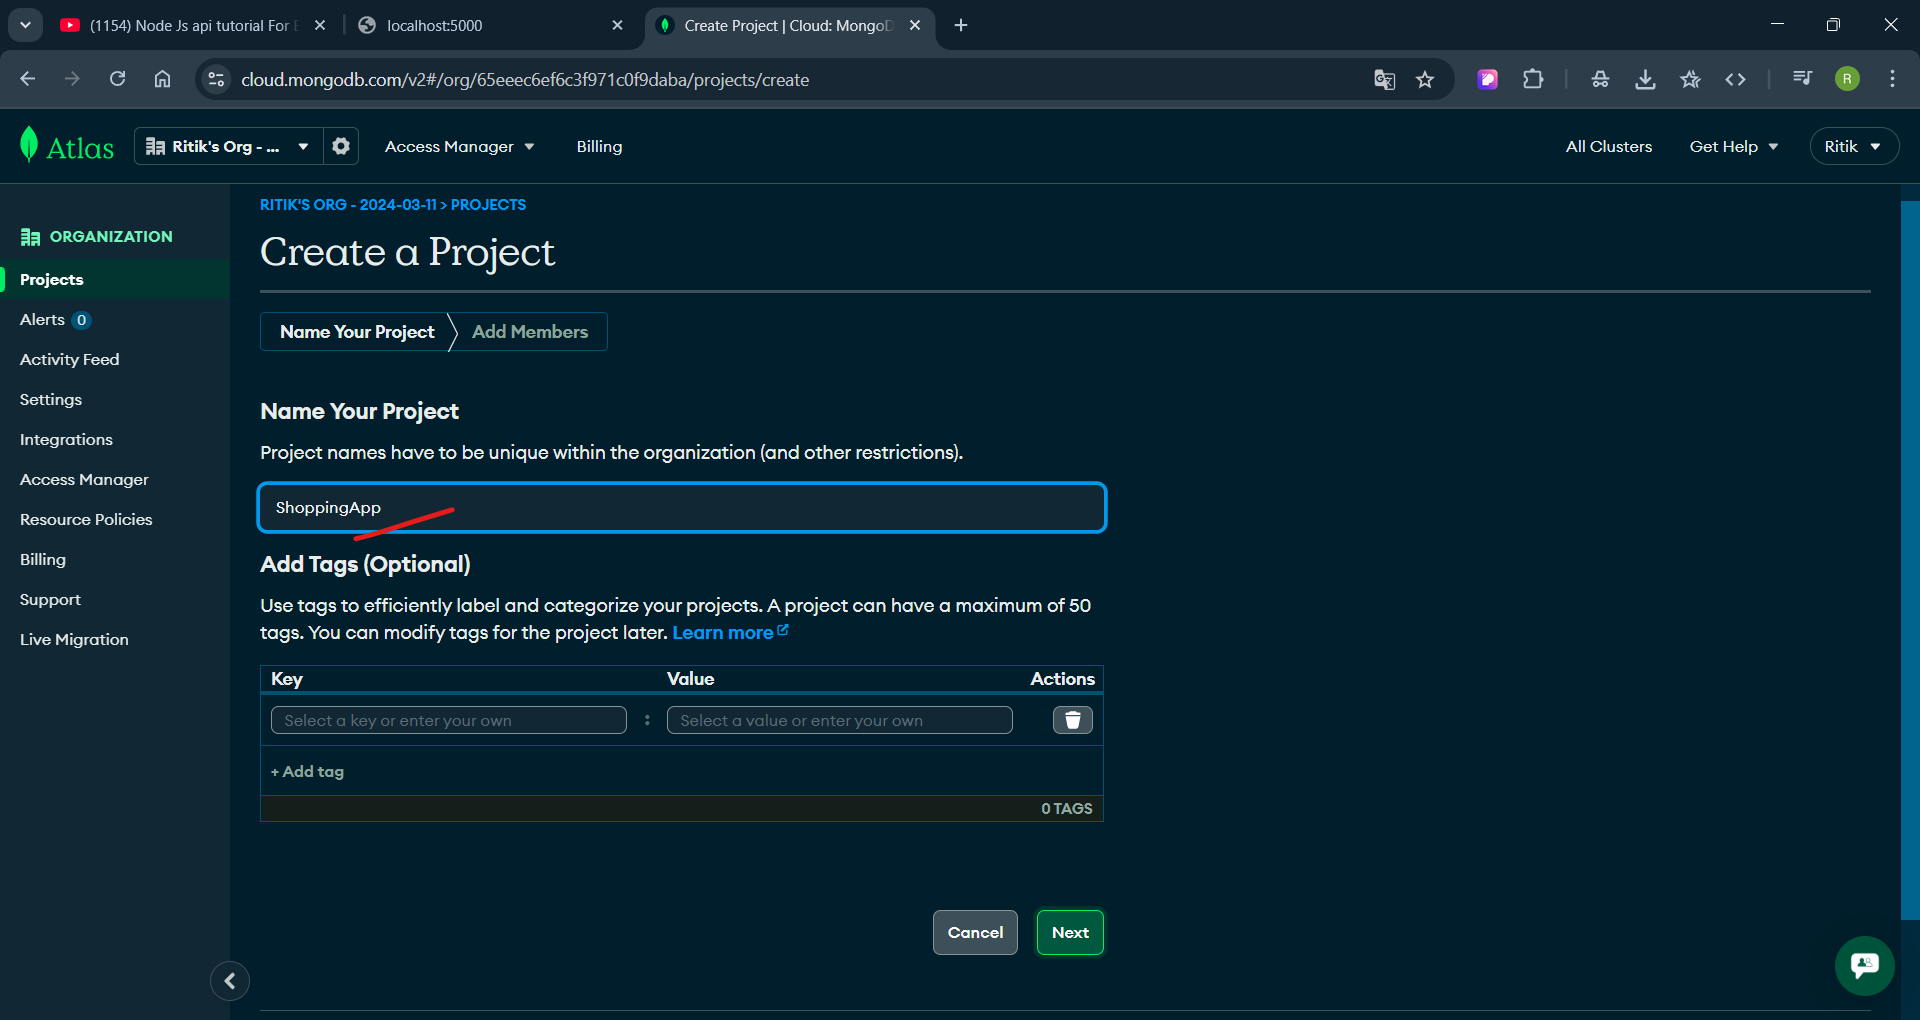 (1154) Node Js api tutorial For
localhost:5000
Create Project | Cloud: MongoD
cloud.mongodb.com/v2#/org/65eeec6ef6c3f971c0f9daba/projects/create
R
Atlas
Ritik's Org - ...
Access Manager
Billing
All Clusters
Get Help
Ritik
ORGANIZATION
Projects
Alerts 0
Activity Feed
Settings
Integrations
Access Manager
Resource Policies
Billing
Support
Live Migration
RITIK'S ORG - 2024-03-11 > PROJECTS
Create a Project
Name Your Project
Add Members
Name Your Project
Project names have to be unique within the organization (and other restrictions).
ShoppingApp
Add Tags (Optional)
Use tags to efficiently label and categorize your projects. A project can have a maximum of 50
tags. You can modify tags for the project later. Learn more
Key Value Actions
Select a key or enter your own : Select a value or enter your own
+ Add tag
0 TAGS
Cancel
Next